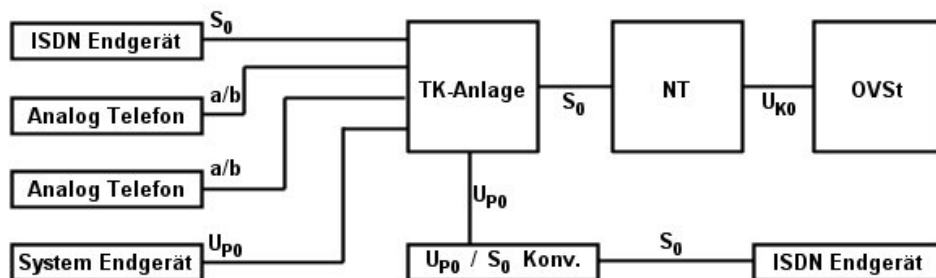 S0
ISDN Endgerät
a/b
Analog Telefon
a/b
Analog Telefon
UP0
System Endgerät
TK-Anlage
S0
NT
UK0
OVSt
UP0
UP0 / S0 Konv.
S0
ISDN Endgerät